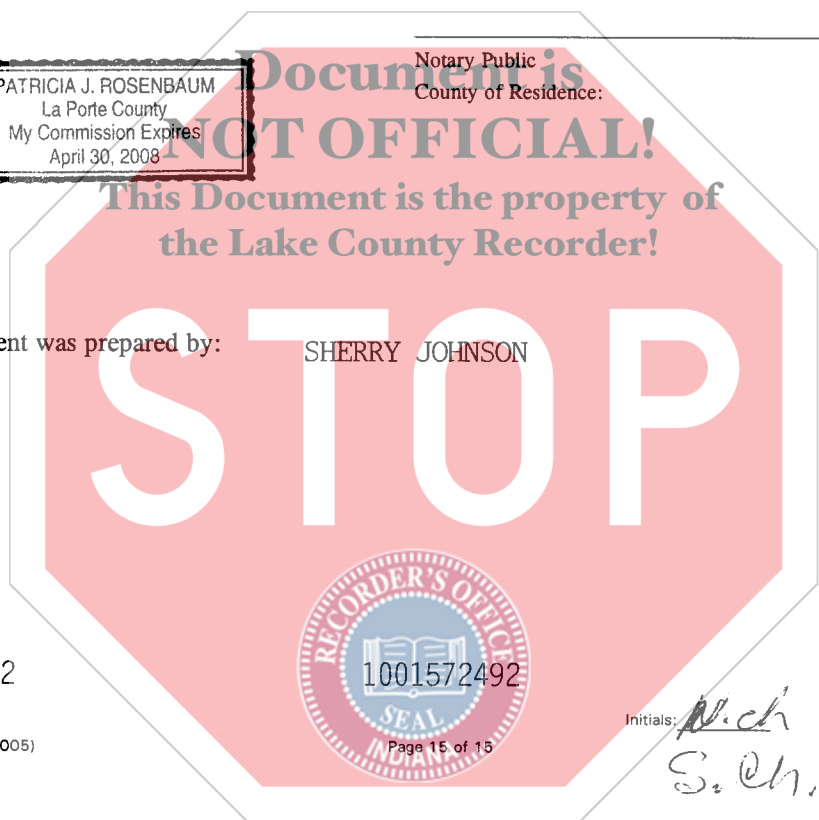 Document is
Notary Public
County of Residence:
PATRICIA J. ROSENBAUM
La Porte County
My Commission Expires
April 30, 2008
NOT OFFICIAL!
This Document is the property of
the Lake County Recorder!
ent was prepared by: SHERRY JOHNSON
STOP
RECORDER'S OFFICE
2
1001572492
SEAL
INDIANA
Initials: N.ch
S. Ch.
005)
Page 15 of 15